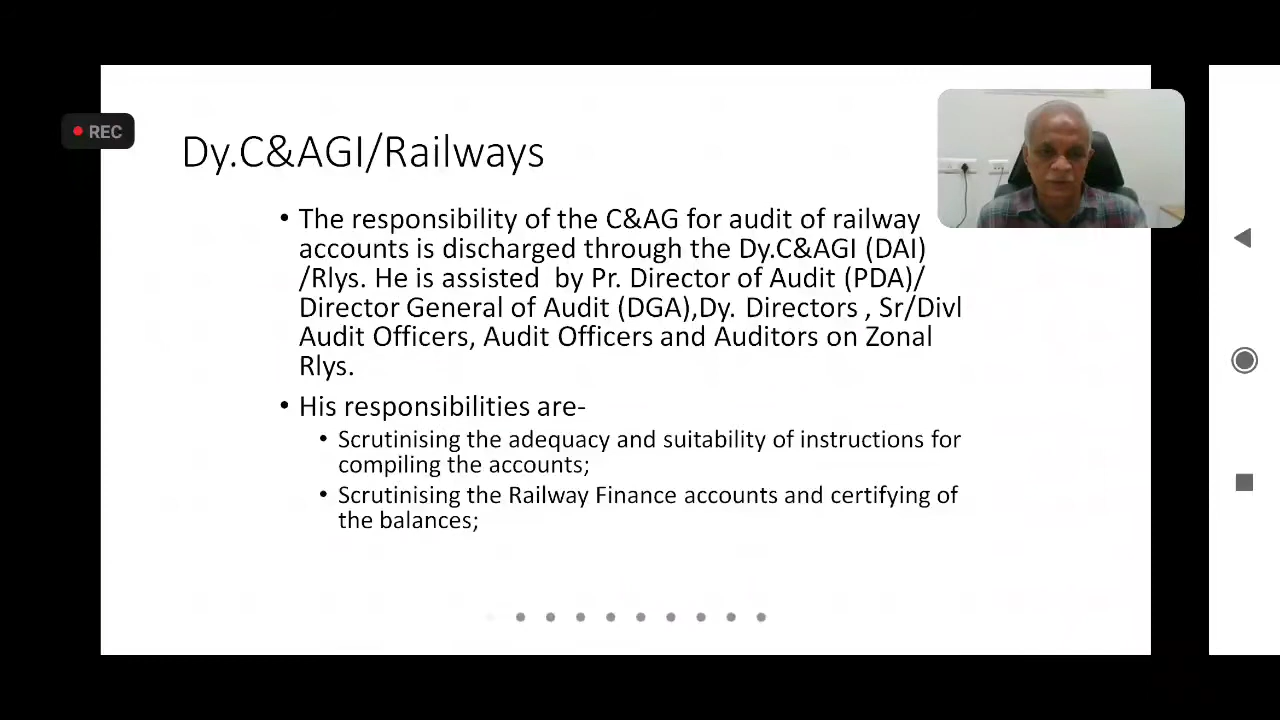 REC
Dy.C&AGI/Railways
• The responsibility of the C&AG for audit of railway
accounts is discharged through the Dy.C&AGI (DAI)
/Rlys. He is assisted  by Pr. Director of Audit (PDA)/
Director General of Audit (DGA),Dy. Directors , Sr/Divl
Audit Officers, Audit Officers and Auditors on Zonal
Rlys.
• His responsibilities are-
• Scrutinising the adequacy and suitability of instructions for
compiling the accounts;
• Scrutinising the Railway Finance accounts and certifying of
the balances;